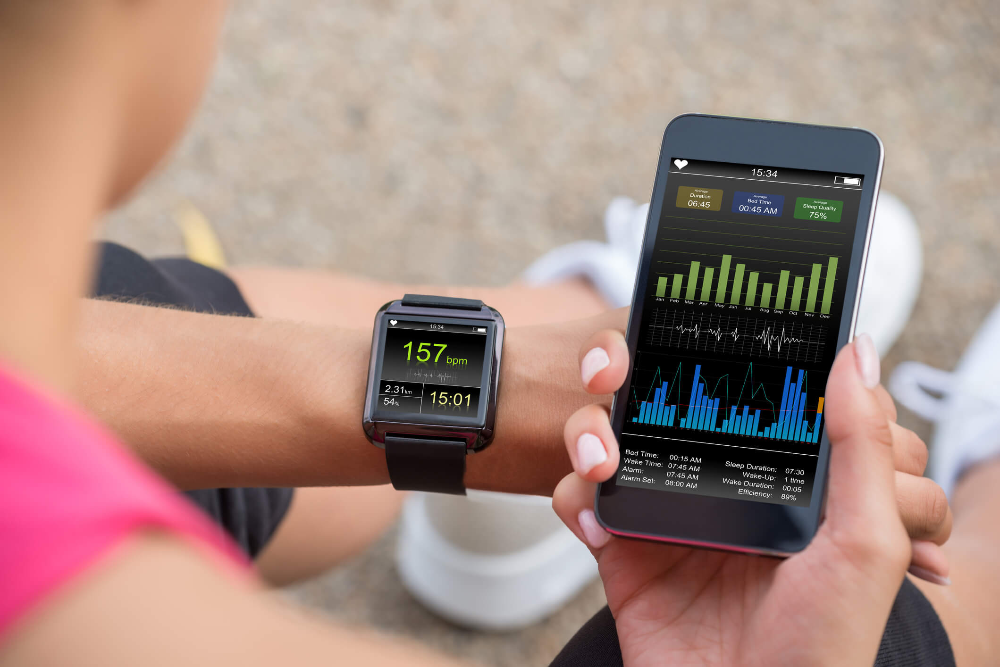 15:34
157 bpm
2.31km
54%
15:01
15:34
Average
Duration
06:45
Average
Bed Time
00:45 AM
Average
Sleep Quality
75%
Jan Feb Mar Apr May Jun Jul Aug Sep Oct Nov Dec
Bed Time: 00:15 AM
Wake Time: 07:45 AM
Alarm: 07:45 AM
Alarm Set: 08:00 AM
Sleep Duration: 07:30
Wake-Up: 1 time
Wake Duration: 00:05
Efficiency: 89%